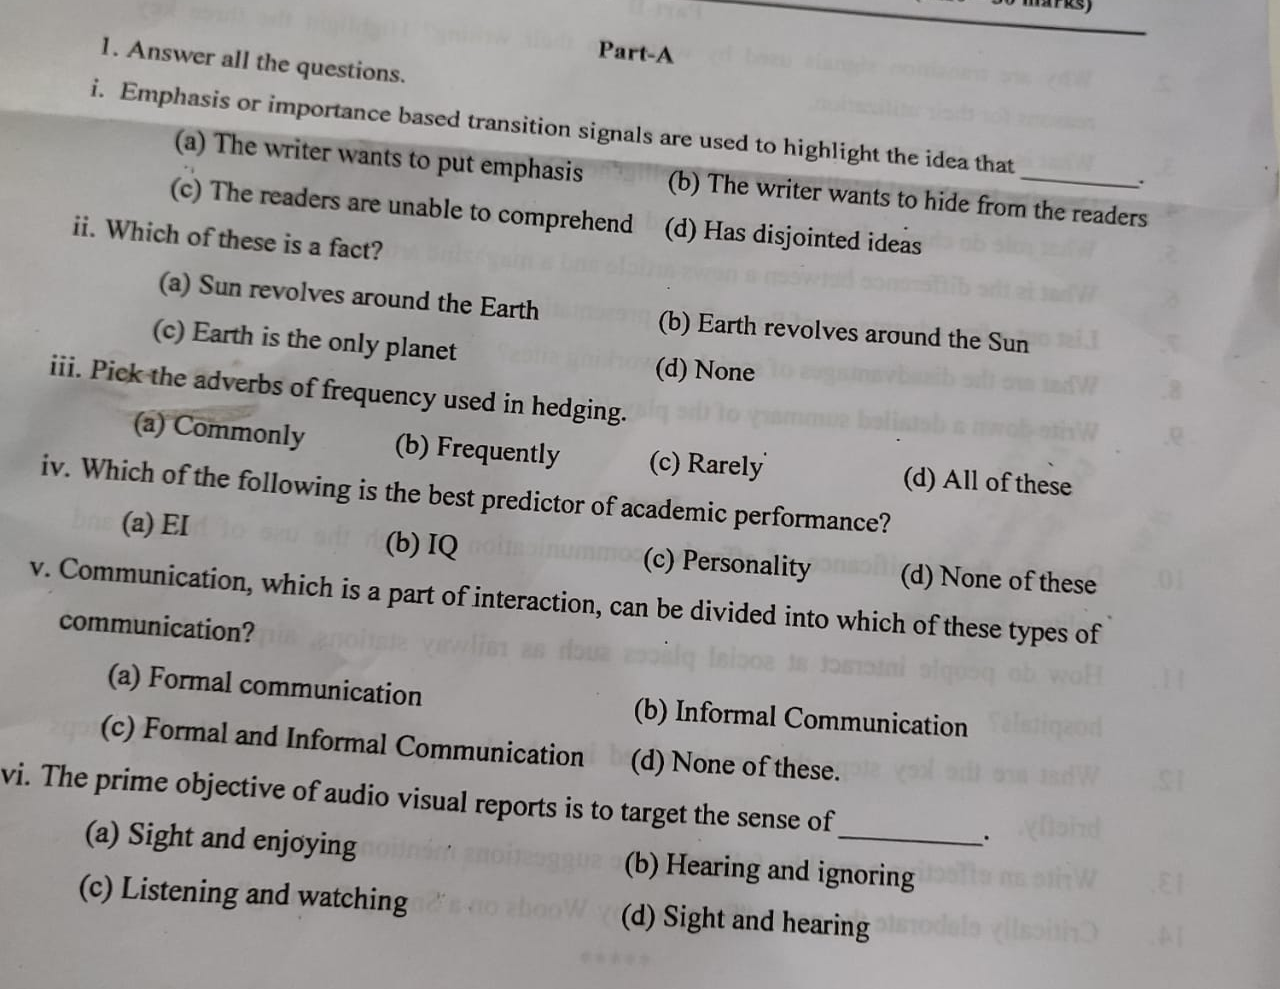 marks)
Part-A
1. Answer all the questions.
i. Emphasis or importance based transition signals are used to highlight the idea that ________.
(a) The writer wants to put emphasis (b) The writer wants to hide from the readers
(c) The readers are unable to comprehend (d) Has disjointed ideas
ii. Which of these is a fact?
(a) Sun revolves around the Earth (b) Earth revolves around the Sun
(c) Earth is the only planet (d) None
iii. Pick the adverbs of frequency used in hedging.
(a) Commonly (b) Frequently (c) Rarely (d) All of these
iv. Which of the following is the best predictor of academic performance?
(a) EI (b) IQ (c) Personality (d) None of these
v. Communication, which is a part of interaction, can be divided into which of these types of
communication?
(a) Formal communication (b) Informal Communication
(c) Formal and Informal Communication (d) None of these.
vi. The prime objective of audio visual reports is to target the sense of ________.
(a) Sight and enjoying (b) Hearing and ignoring
(c) Listening and watching (d) Sight and hearing